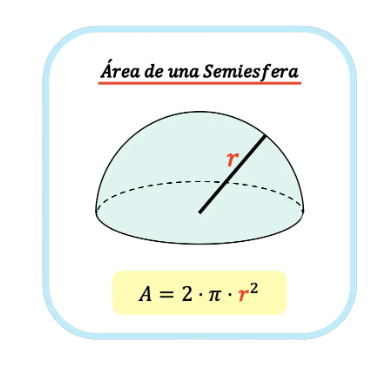 Área de una Semiesfera
r
A = 2 · π · r²